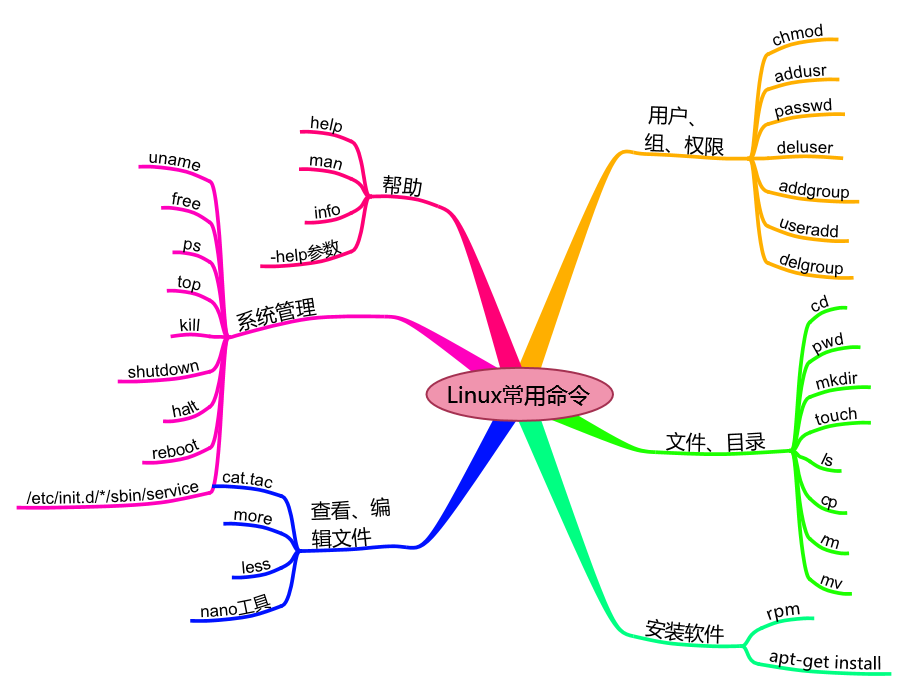 Linux常用命令
用户、
组、权限
chmod
addusr
passwd
deluser
addgroup
useradd
delgroup
文件、目录
cd
pwd
mkdir
touch
ls
cp
rm
mv
安装软件
rpm
apt-get install
帮助
help
man
info
-help参数
系统管理
uname
free
ps
top
kill
shutdown
halt
reboot
/etc/init.d/*/sbin/service
查看、编
辑文件
cat.tac
more
less
nano工具